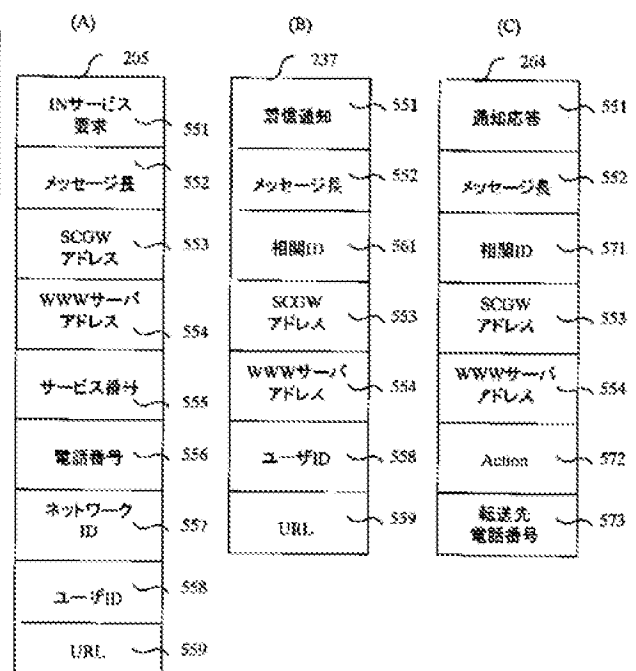 (A)
205
INサービス
要求
551
メッセージ長
552
SCGW
アドレス
553
WWWサーバ
アドレス
554
サービス番号
555
電話番号
556
ネットワーク
ID
557
ユーザID
558
URL
559
(B)
237
着信通知
551
メッセージ長
552
相関ID
561
SCGW
アドレス
553
WWWサーバ
アドレス
554
ユーザID
558
URL
559
(C)
264
通知応答
551
メッセージ長
552
相関ID
571
SCGW
アドレス
553
WWWサーバ
アドレス
554
Action
572
転送先
電話番号
573